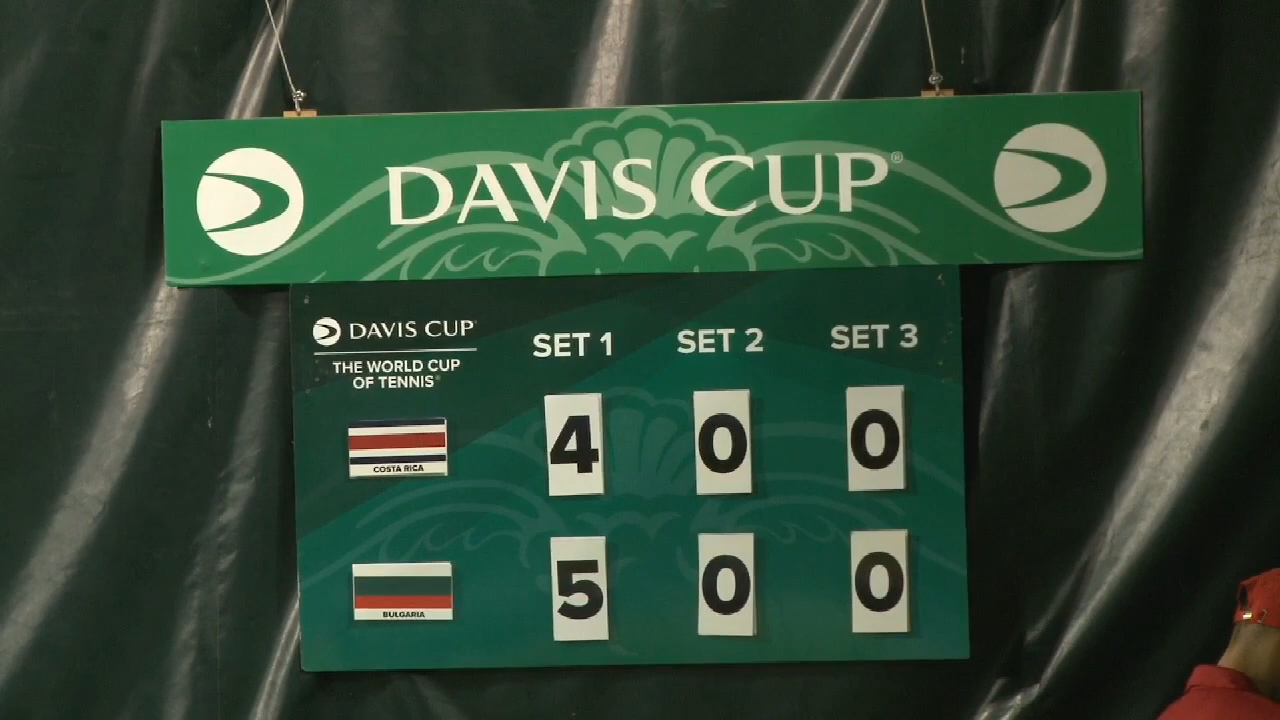 DAVIS CUP®
DAVIS CUP
THE WORLD CUP
OF TENNIS®
SET 1 SET 2 SET 3
COSTA RICA 4 0 0
BULGARIA 5 0 0